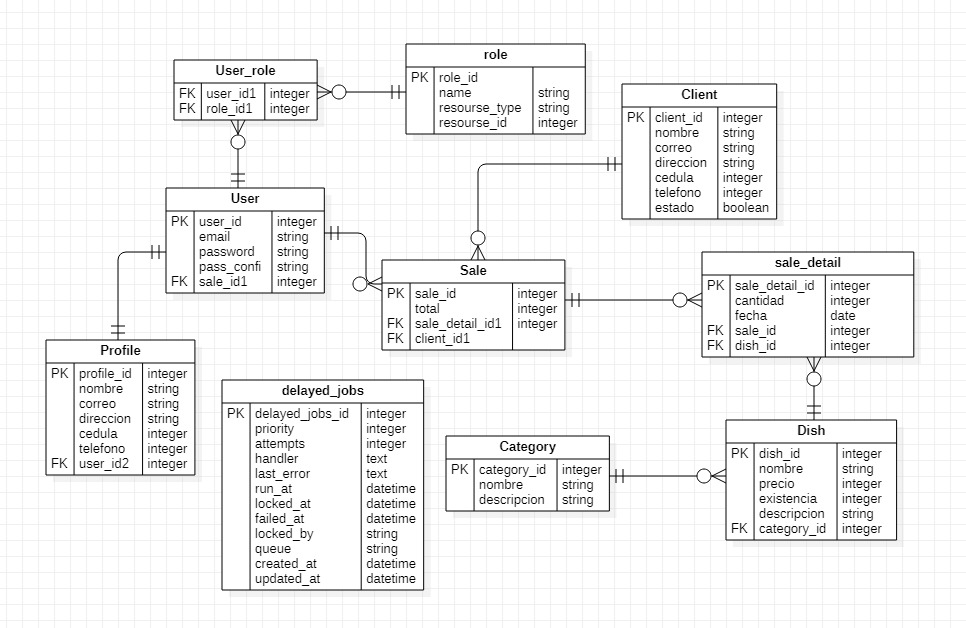 User_role
FK user_id1 integer
FK role_id1 integer
role
PK role_id
name string
resourse_type string
resourse_id integer
Client
PK client_id integer
nombre string
correo string
direccion string
cedula integer
telefono integer
estado boolean
User
PK user_id integer
email string
password string
pass_confi string
FK sale_id1 integer
Sale
PK sale_id integer
total integer
FK sale_detail_id1 integer
FK client_id1
sale_detail
PK sale_detail_id integer
cantidad integer
fecha date
FK sale_id integer
FK dish_id integer
Profile
PK profile_id integer
nombre string
correo string
direccion string
cedula integer
telefono integer
FK user_id2 integer
delayed_jobs
PK delayed_jobs_id integer
priority integer
attempts integer
handler text
last_error text
run_at datetime
locked_at datetime
failed_at datetime
locked_by string
queue string
created_at datetime
updated_at datetime
Category
PK category_id integer
nombre string
descripcion string
Dish
PK dish_id integer
nombre string
precio integer
existencia integer
descripcion string
FK category_id integer